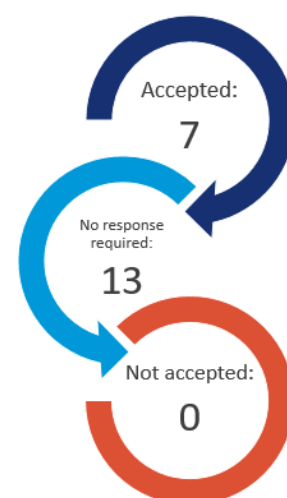 Accepted:
7
No response
required:
13
Not accepted:
0